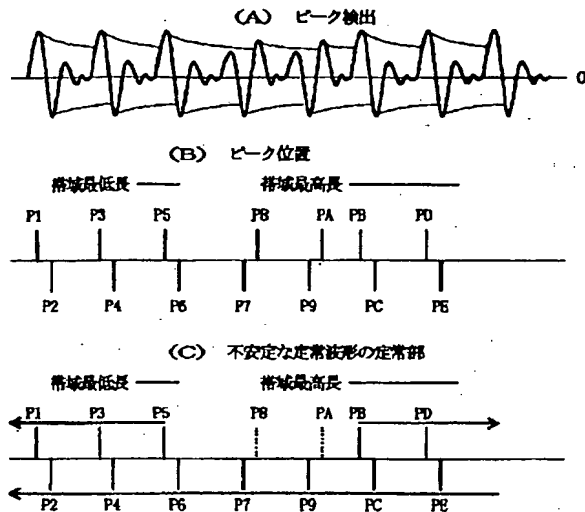 (A) ピーク検出
0
(B) ピーク位置
帯域最低長 帯域最高長
P1 P3 P5 P8 PA PB PD
P2 P4 P6 P7 P9 PC PE
(C) 不安定な定常波形の定常部
帯域最低長 帯域最高長
P1 P3 P5 P8 PA PB PD
P2 P4 P6 P7 P9 PC PE